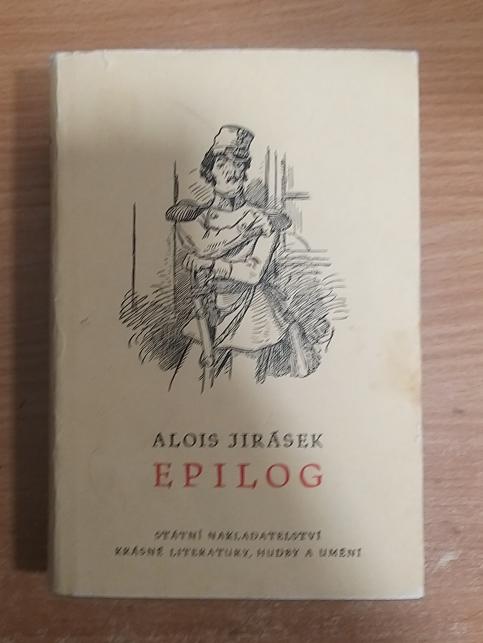 ALOIS JIRÁSEK
EPILOG
STÁTNÍ NAKLADATELSTVÍ
KRÁSNÉ LITERATURY, HUDBY A UMĚNÍ